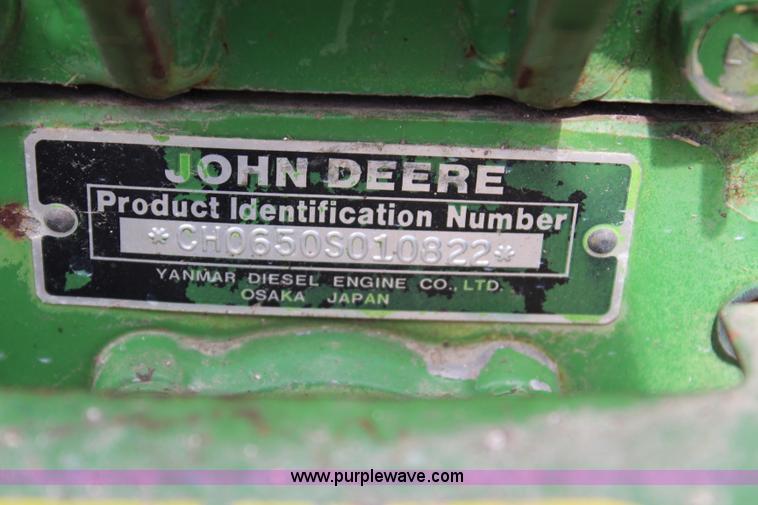 JOHN DEERE
Product Identification Number
*CH0650S010822*
YANMAR DIESEL ENGINE CO., LTD.
OSAKA JAPAN
www.purplewave.com